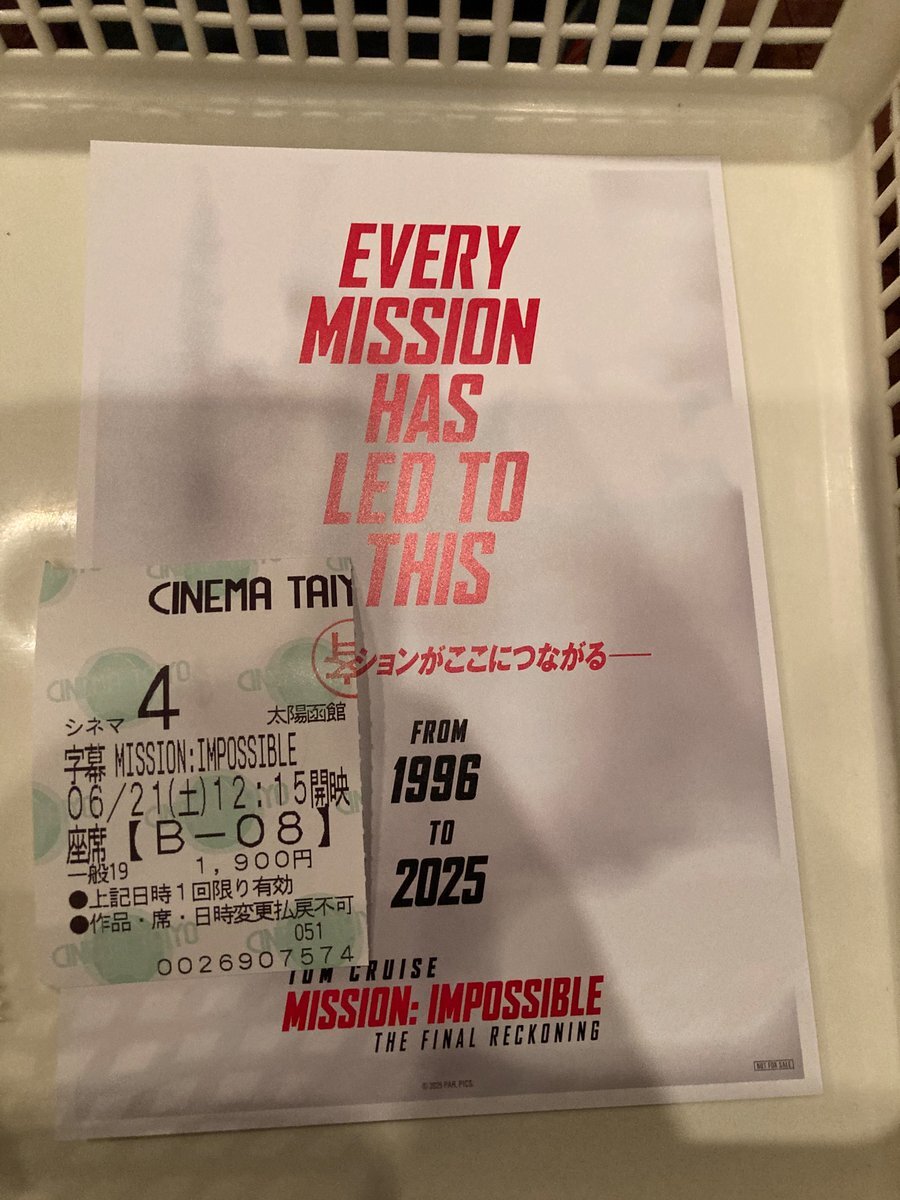 EVERY
MISSION
HAS
LED TO
THIS
ションがここにつながる──
FROM
1996
TO
2025
TOM CRUISE
MISSION: IMPOSSIBLE
THE FINAL RECKONING
NOT FOR SALE
© 2025 PAR. PICS.
CINEMA TAIY
シネマ 4 太陽函館
字幕 MISSION:IMPOSSIBLE
06/21(土)12:15開映
座席【B-08】
一般19 1,900円
●上記日時1回限り有効
●作品・席・日時変更払戻不可
051
0026907574